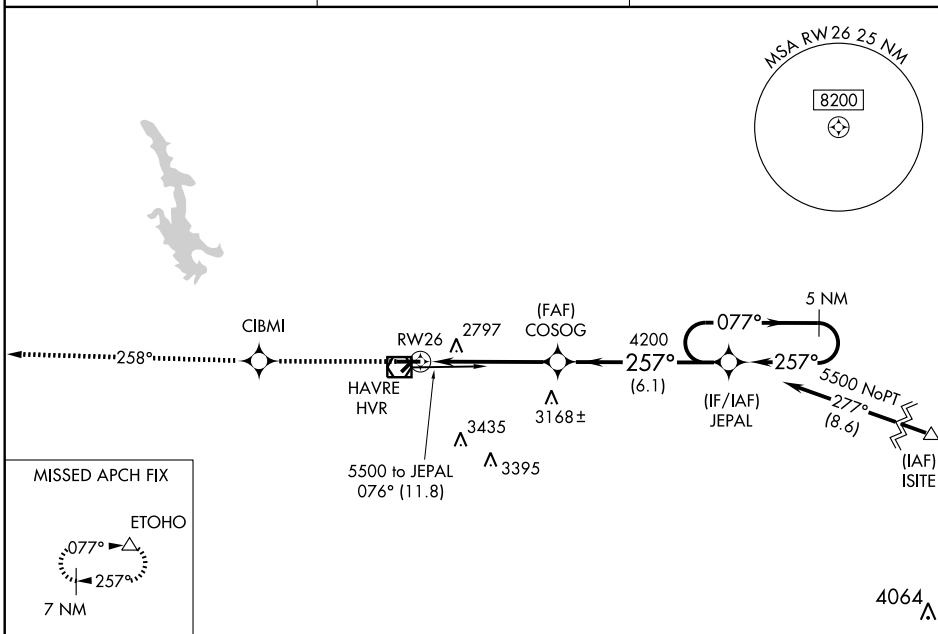 MSA RW 26 25 NM
8200
5 NM
(FAF)
COSOG
077°
CIBMI
RW26
2797
4200
258°
257°
(6.1)
257°
5500 NoPT
277°
(8.6)
HAVRE
HVR
(IF/IAF)
JEPAL
3168±
3435
3395
(IAF)
ISITE
5500 to JEPAL
076° (11.8)
MISSED APCH FIX
ETOHO
077°
257°
7 NM
4064